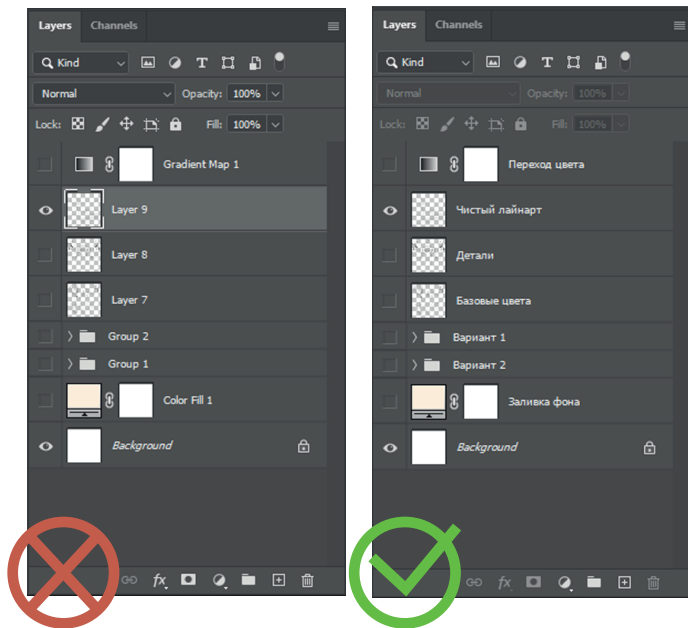 Layers Channels
Kind
Normal Opacity: 100%
Lock: Fill: 100%
Gradient Map 1
Layer 9
Layer 8
Layer 7
Group 2
Group 1
Color Fill 1
Background
fx
Layers Channels
Kind
Normal Opacity: 100%
Lock: Fill: 100%
Переход цвета
Чистый лайнарт
Детали
Базовые цвета
Вариант 1
Вариант 2
Заливка фона
Background
fx